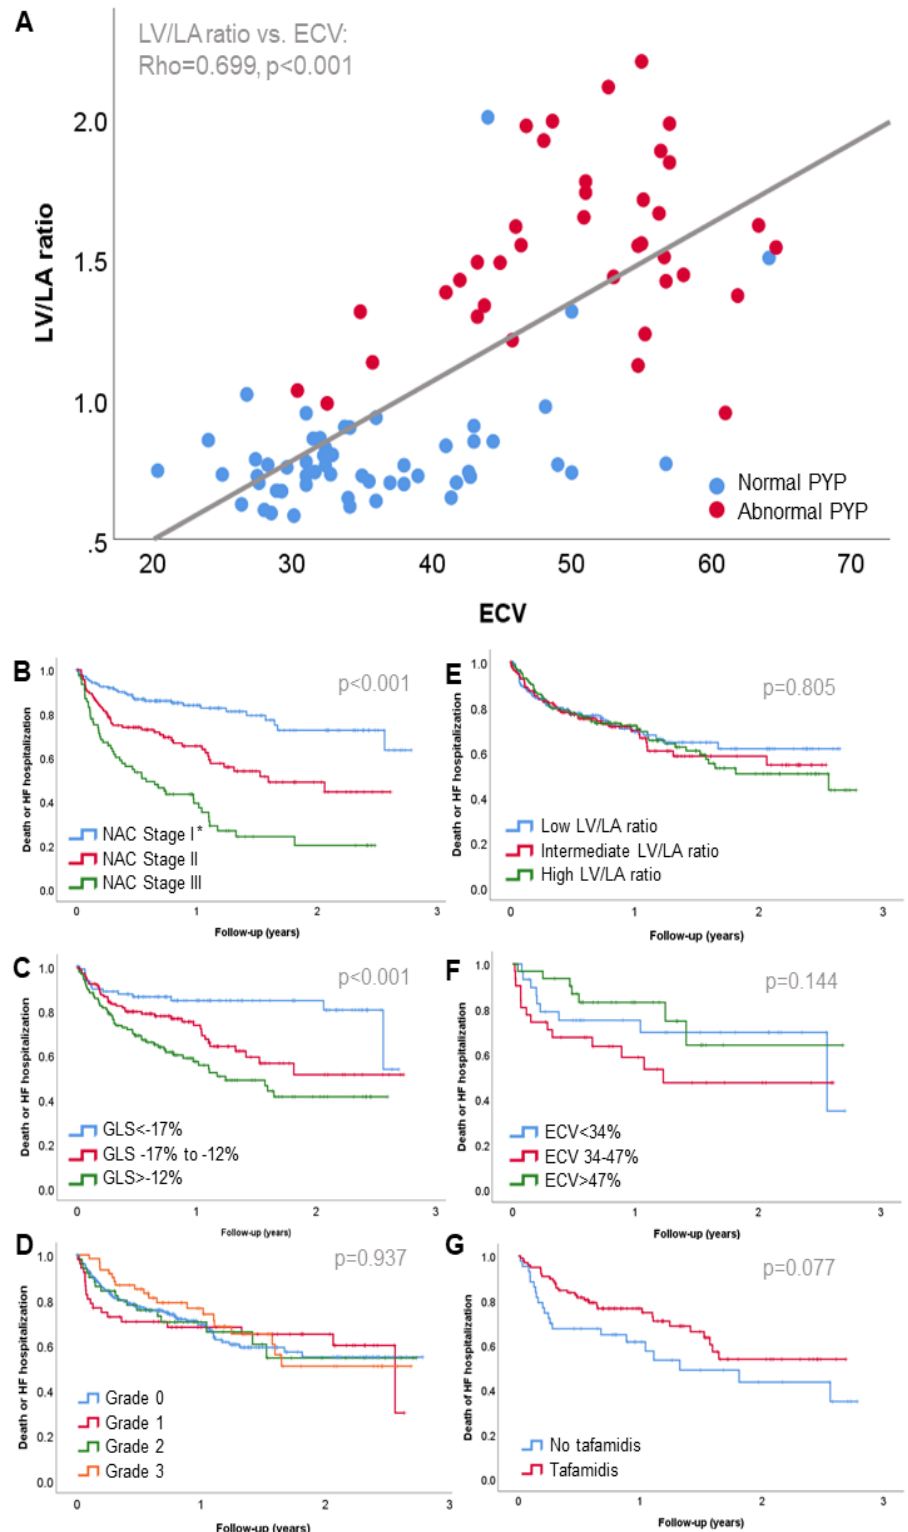 A
LV/LA ratio vs. ECV:
Rho=0.699, p<0.001
LV/LA ratio
2.0
1.5
1.0
.5
Normal PYP
Abnormal PYP
20 30 40 50 60 70
ECV
B
p<0.001
Death or HF hospitalization
1.0
0.8
0.6
0.4
0.2
0.0
NAC Stage I*
NAC Stage II
NAC Stage III
0 1 2 3
Follow-up (years)
E
p=0.805
Death or HF hospitalization
1.0
0.8
0.6
0.4
0.2
0.0
Low LV/LA ratio
Intermediate LV/LA ratio
High LV/LA ratio
0 1 2 3
Follow-up (years)
C
p<0.001
Death or HF hospitalization
1.0
0.8
0.6
0.4
0.2
0.0
GLS<-17%
GLS -17% to -12%
GLS>-12%
0 1 2 3
Follow-up (years)
F
p=0.144
Death or HF hospitalization
1.0
0.8
0.6
0.4
0.2
0.0
ECV<34%
ECV 34-47%
ECV>47%
0 1 2 3
Follow-up (years)
D
p=0.937
Death or HF hospitalization
1.0
0.8
0.6
0.4
0.2
0.0
Grade 0
Grade 1
Grade 2
Grade 3
0 1 2 3
Follow-up (years)
G
p=0.077
Death of HF hospitalization
1.0
0.8
0.6
0.4
0.2
0.0
No tafamidis
Tafamidis
0 1 2 3
Follow-up (years)